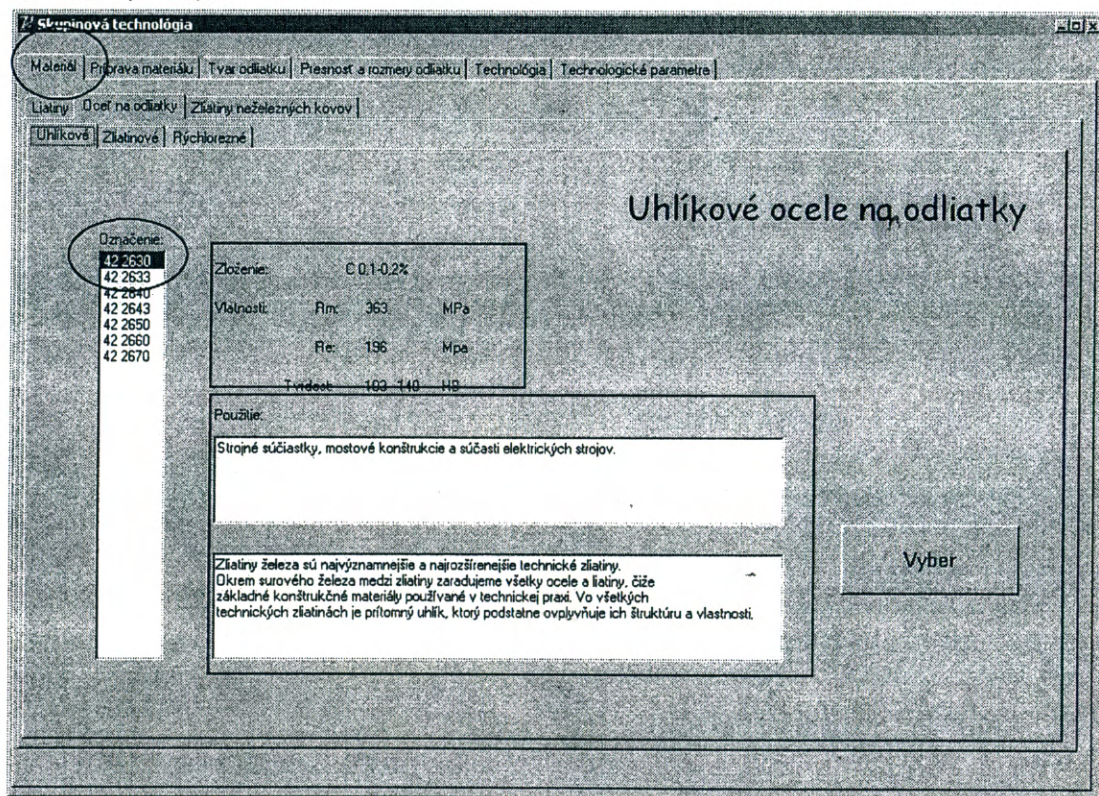 Skupinová technológia
Materiál Príprava materiálu Tvar odliatku Presnosť a rozmery odliatku Technológia Technologické parametre
Liatiny Oceľ na odliatky Zliatiny neželezných kovov
Uhlíkové Zliatinové Rýchlorezné
Uhlíkové ocele na odliatky
Označenie:
42 2630
42 2633
42 2640
42 2643
42 2650
42 2660
42 2670
Zloženie: C 0,1-0,2%
Vlatnosti: Rm: 363 MPa
Re: 196 Mpa
Tvrdost: 103 140 HB
Použitie:
Strojné súčiastky, mostové konštrukcie a súčasti elektrických strojov.
Zliatiny železa sú najvýznamnejšie a najrozšírenejšie technické zliatiny.
Okrem surového železa medzi zliatiny zaradujeme všetky ocele a liatiny, čiže
základné konštrukčné materiály používané v technickej praxi. Vo všetkých
technických zliatinách je prítomný uhlík, ktorý podstatne ovplyvňuje ich štruktúru a vlastnosti.
Vyber